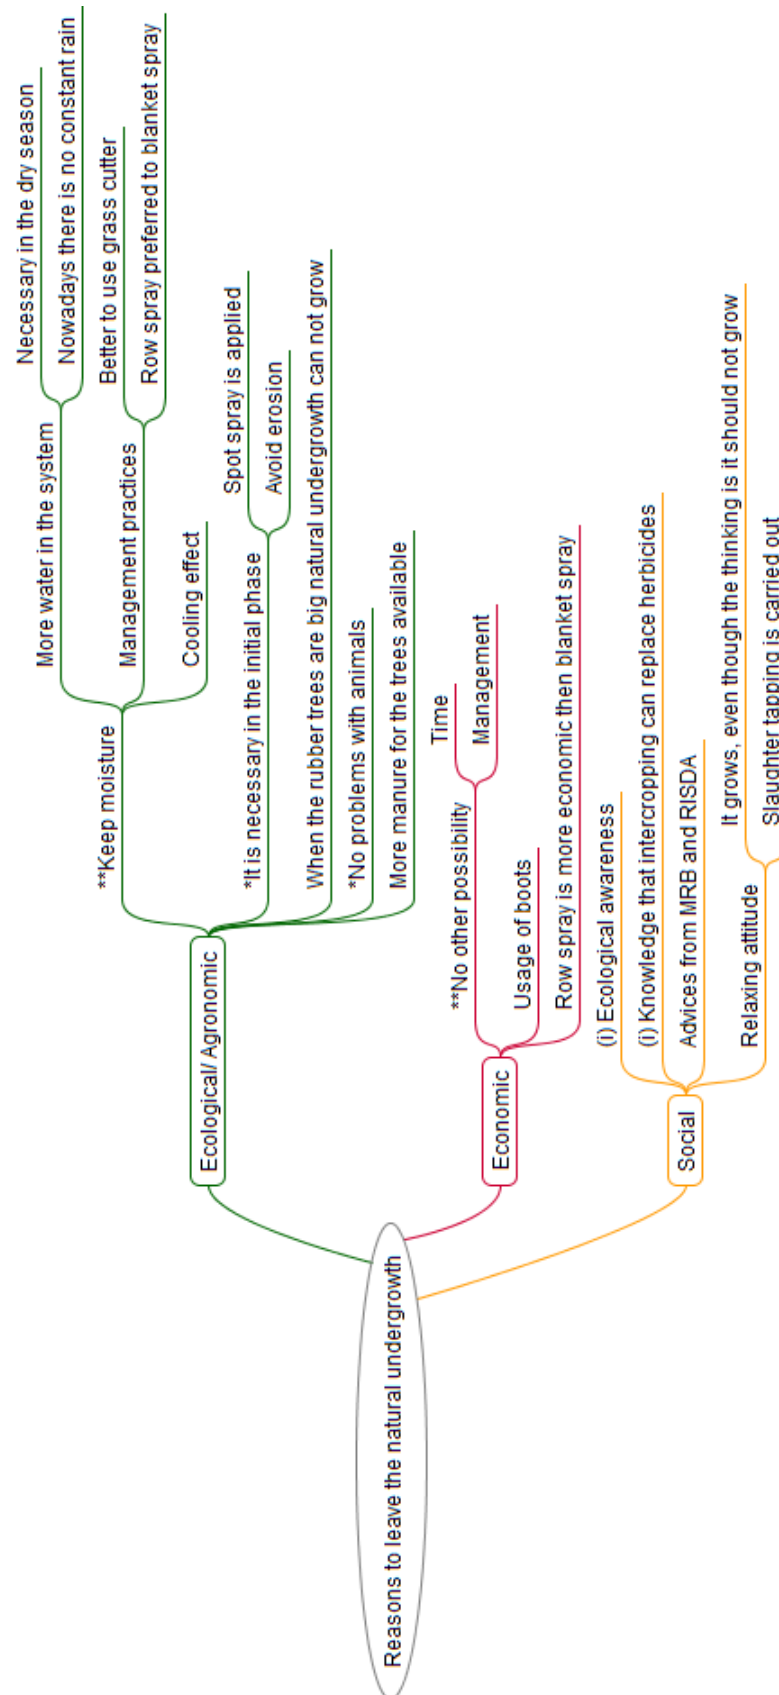 Reasons to leave the natural undergrowth
Ecological/ Agronomic
**Keep moisture
More water in the system
Necessary in the dry season
Nowadays there is no constant rain
Management practices
Better to use grass cutter
Row spray preferred to blanket spray
Cooling effect
*It is necessary in the initial phase
Spot spray is applied
Avoid erosion
When the rubber trees are big natural undergrowth can not grow
*No problems with animals
More manure for the trees available
Economic
**No other possibility
Time
Management
Usage of boots
Row spray is more economic then blanket spray
Social
(i) Ecological awareness
(i) Knowledge that intercropping can replace herbicides
Advices from MRB and RISDA
Relaxing attitude
It grows, even though the thinking is it should not grow
Slaughter tapping is carried out